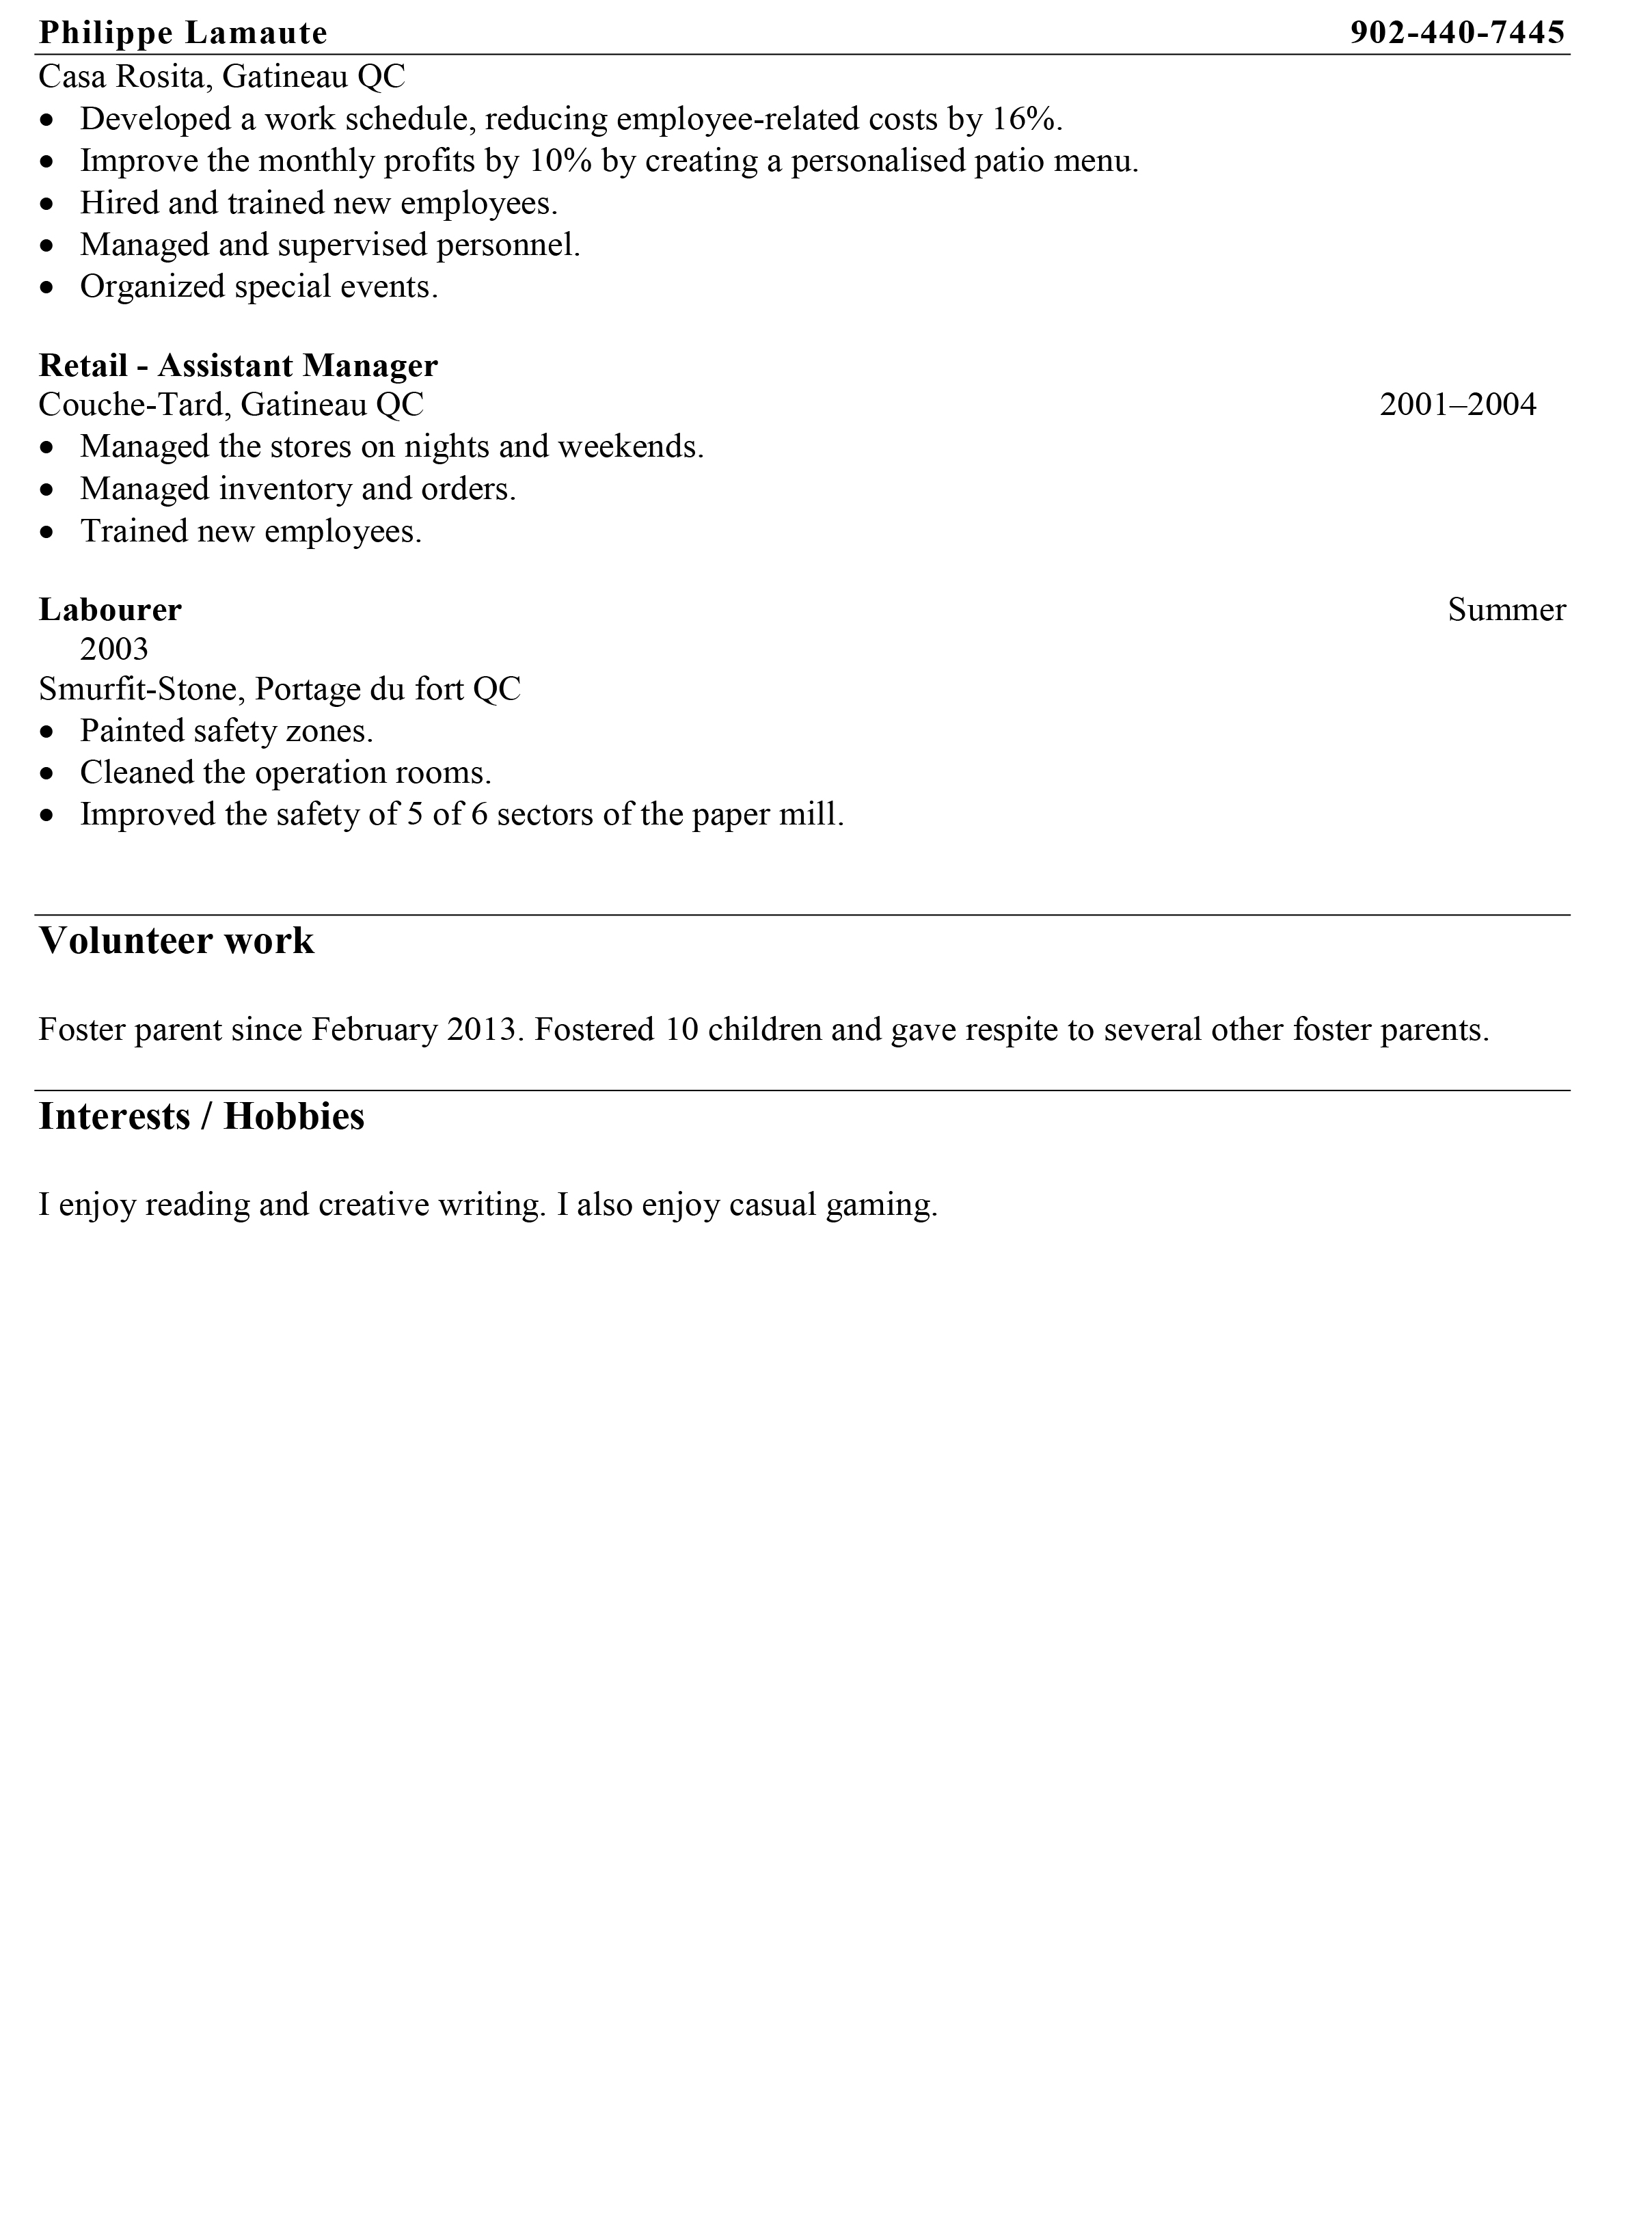 Philippe Lamaute 902-440-7445
Casa Rosita, Gatineau QC
• Developed a work schedule, reducing employee-related costs by 16%.
• Improve the monthly profits by 10% by creating a personalised patio menu.
• Hired and trained new employees.
• Managed and supervised personnel.
• Organized special events.
Retail - Assistant Manager
Couche-Tard, Gatineau QC 2001–2004
• Managed the stores on nights and weekends.
• Managed inventory and orders.
• Trained new employees.
Labourer Summer
2003
Smurfit-Stone, Portage du fort QC
• Painted safety zones.
• Cleaned the operation rooms.
• Improved the safety of 5 of 6 sectors of the paper mill.
Volunteer work
Foster parent since February 2013. Fostered 10 children and gave respite to several other foster parents.
Interests / Hobbies
I enjoy reading and creative writing. I also enjoy casual gaming.